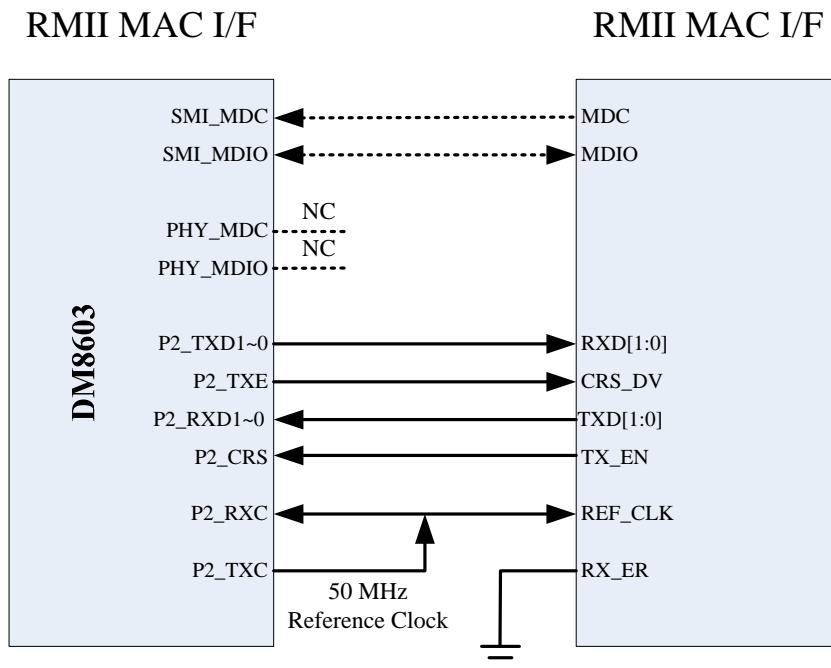 RMII MAC I/F
RMII MAC I/F
SMI_MDC
MDC
SMI_MDIO
MDIO
PHY_MDC
NC
PHY_MDIO
NC
DM8603
P2_TXD1~0
RXD[1:0]
P2_TXE
CRS_DV
P2_RXD1~0
TXD[1:0]
P2_CRS
TX_EN
P2_RXC
REF_CLK
P2_TXC
RX_ER
50 MHz
Reference Clock